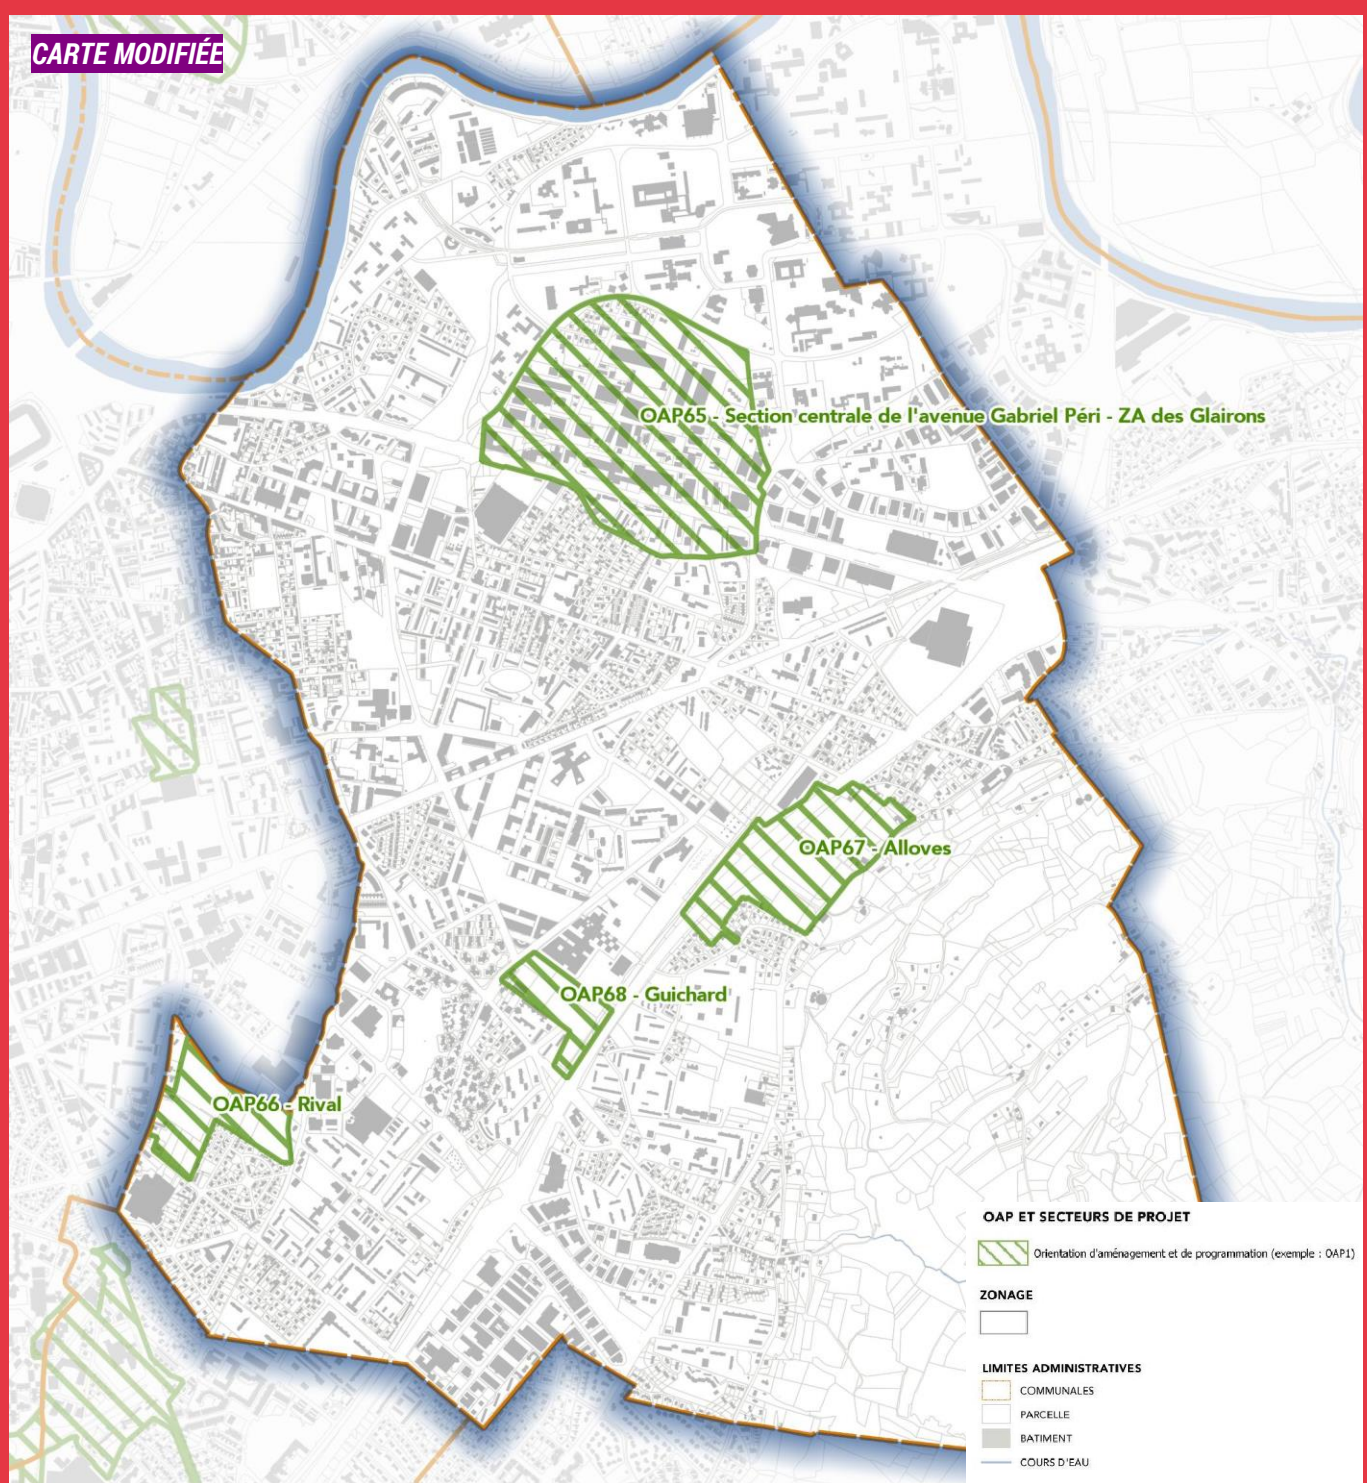 CARTE MODIFIÉE
OAP65 - Section centrale de l'avenue Gabriel Péri - ZA des Glairons
OAP67 - Alloves
OAP68 - Guichard
OAP66 - Rival
OAP ET SECTEURS DE PROJET
Orientation d'aménagement et de programmation (exemple : OAP1)
ZONAGE
LIMITES ADMINISTRATIVES
COMMUNALES
PARCELLE
BATIMENT
COURS D'EAU